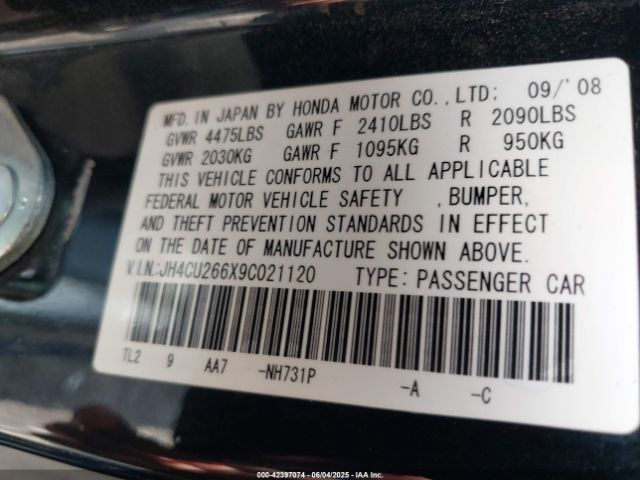 MFD. IN JAPAN BY HONDA MOTOR CO.,LTD; 09/'08
GVWR 4475LBS GAWR F 2410LBS R 2090LBS
GVWR 2030KG GAWR F 1095KG R 950KG
THIS VEHICLE CONFORMS TO ALL APPLICABLE
FEDERAL MOTOR VEHICLE SAFETY ,BUMPER,
AND THEFT PREVENTION STANDARDS IN EFFECT
ON THE DATE OF MANUFACTURE SHOWN ABOVE.
V.I.N.:JH4CU266X9C021120 TYPE: PASSENGER CAR
TL2 9 AA7 -NH731P -A -C
000-42397074 - 06/04/2025 - IAA Inc.